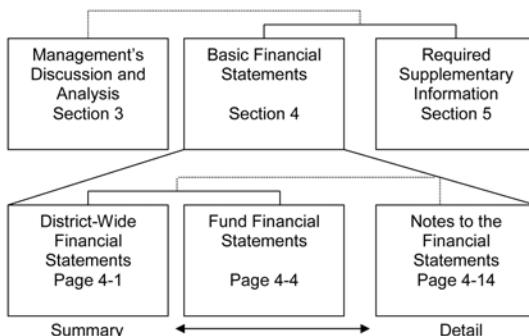 Management's
Discussion and
Analysis
Section 3
Basic Financial
Statements
Section 4
Required
Supplementary
Information
Section 5
District-Wide
Financial
Statements
Page 4-1
Fund Financial
Statements
Page 4-4
Notes to the
Financial
Statements
Page 4-14
Summary
Detail